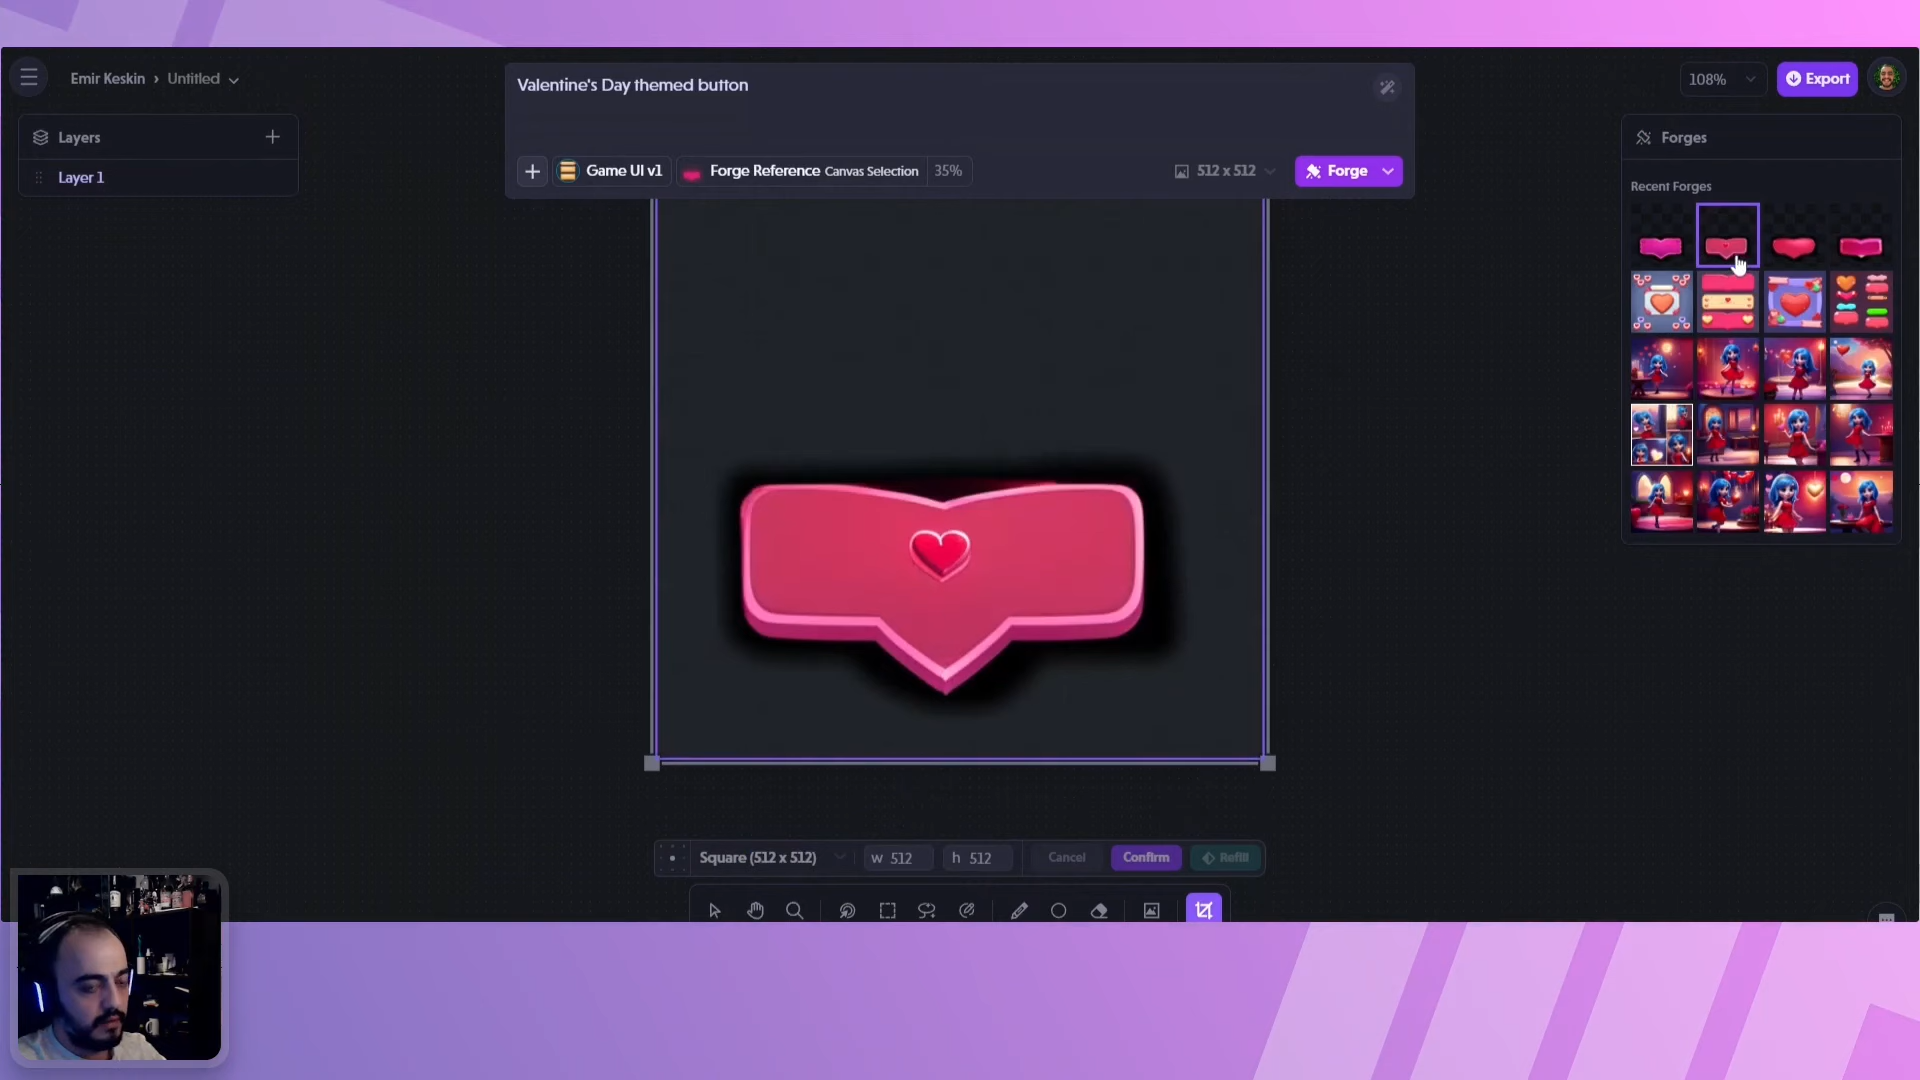 Emir Keskin › Untitled
Valentine's Day themed button
108%
Export
Layers
Layer 1
Game UI v1
Forge Reference Canvas Selection 35%
512 x 512
Forge
Forges
Recent Forges
Square (512 x 512)
w 512
h 512
Cancel
Confirm
Refill